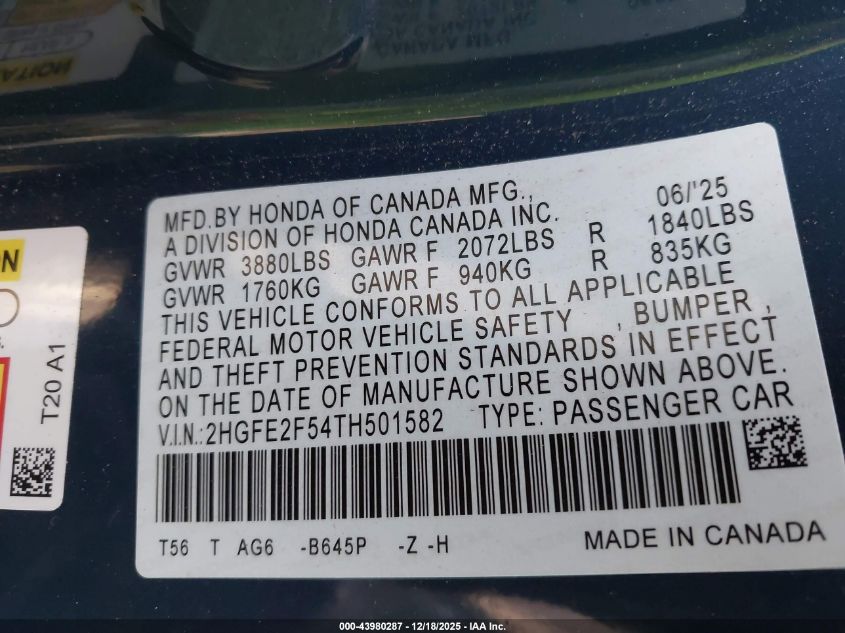 MFD.BY HONDA OF CANADA MFG., 06/'25
A DIVISION OF HONDA CANADA INC.
GVWR 3880LBS GAWR F 2072LBS R 1840LBS
GVWR 1760KG GAWR F 940KG R 835KG
THIS VEHICLE CONFORMS TO ALL APPLICABLE
FEDERAL MOTOR VEHICLE SAFETY , BUMPER ,
AND THEFT PREVENTION STANDARDS IN EFFECT
ON THE DATE OF MANUFACTURE SHOWN ABOVE.
V.I.N.:2HGFE2F54TH501582 TYPE: PASSENGER CAR
T56 T AG6 -B645P -Z -H MADE IN CANADA
T20 A1
000-43980287 - 12/18/2025 - IAA Inc.